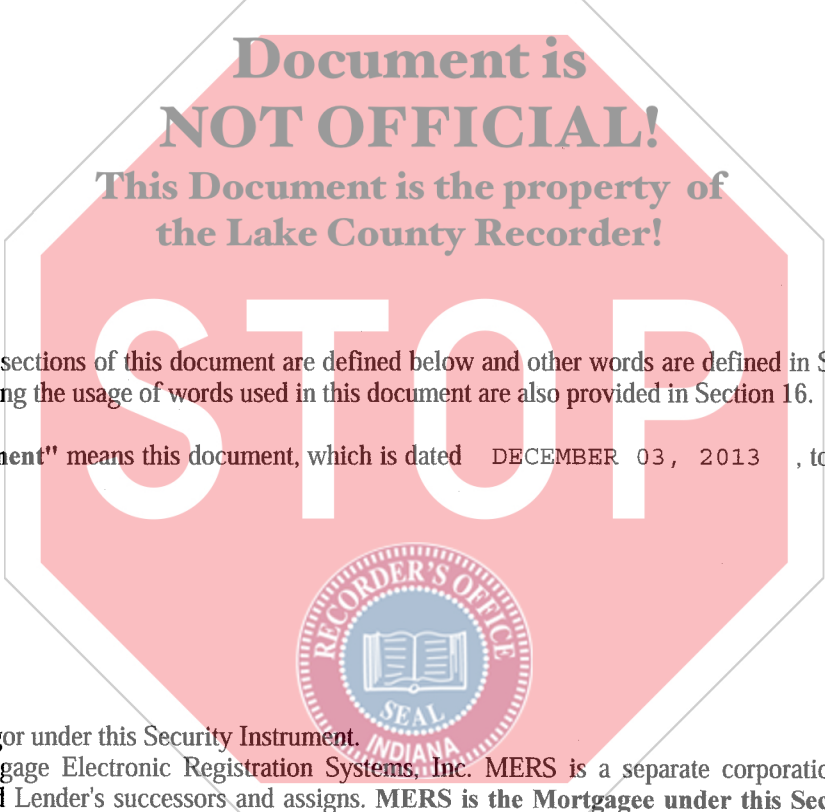 Document is
NOT OFFICIAL!
This Document is the property of
the Lake County Recorder!
STOP
sections of this document are defined below and other words are defined in S
ng the usage of words used in this document are also provided in Section 16.
nent" means this document, which is dated DECEMBER 03, 2013 , to
RECORDER'S OFFICE
SEAL
INDIANA
gor under this Security Instrument.
gage Electronic Registration Systems, Inc. MERS is a separate corporatio
d Lender's successors and assigns. MERS is the Mortgagee under this Sec